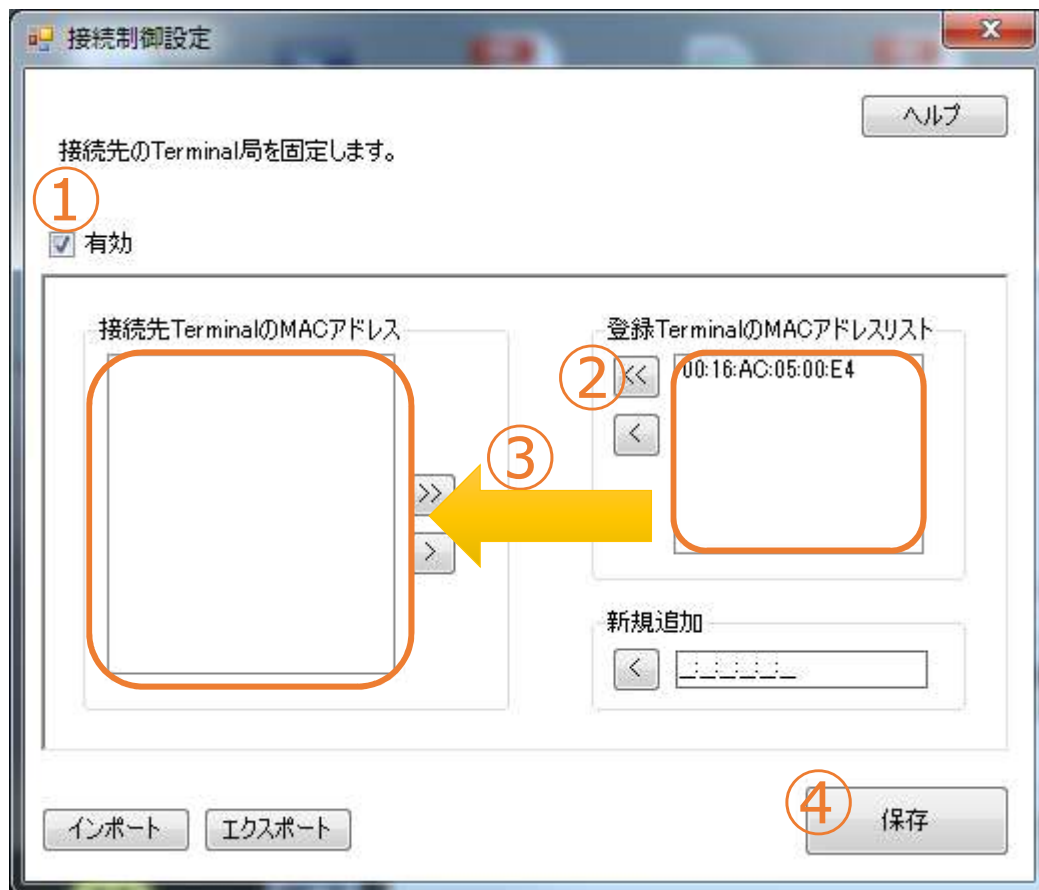 接続制御設定
ヘルプ
接続先のTerminal局を固定します。
①
有効
接続先TerminalのMACアドレス
登録TerminalのMACアドレスリスト
②
<<
00:16:AC:05:00:E4
<
③
>>
>
新規追加
<
_:_:_:_:_:_
④
インポート
エクスポート
保存